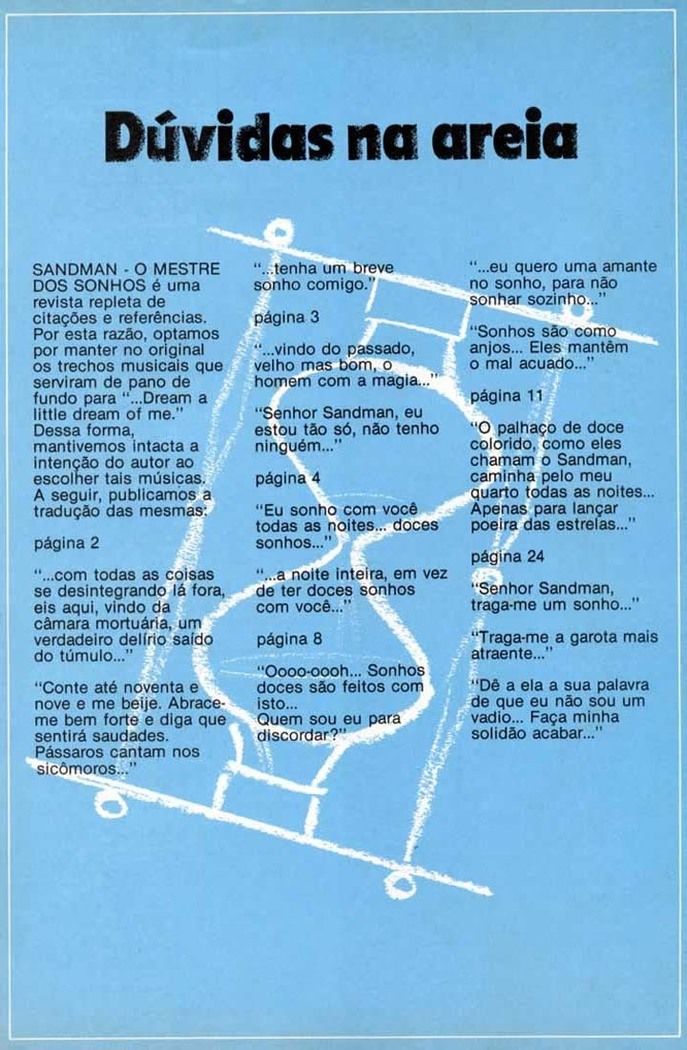 Dúvidas na areia
SANDMAN - O MESTRE
DOS SONHOS é uma
revista repleta de
citações e referências.
Por esta razão, optamos
por manter no original
os trechos musicais que
serviram de pano de
fundo para “...Dream a
little dream of me.”
Dessa forma,
mantivemos intacta a
intenção do autor ao
escolher tais músicas.
A seguir, publicamos a
tradução das mesmas:
página 2
“...com todas as coisas
se desintegrando lá fora,
eis aqui, vindo da
câmara mortuária, um
verdadeiro delírio saído
do túmulo...”
“Conte até noventa e
nove e me beije. Abrace-
me bem forte e diga que
sentirá saudades.
Pássaros cantam nos
sicômoros...”
“...tenha um breve
sonho comigo.”
página 3
“...vindo do passado,
velho mas bom, o
homem com a magia...”
“Senhor Sandman, eu
estou tão só, não tenho
ninguém...”
página 4
“Eu sonho com você
todas as noites... doces
sonhos...”
“...a noite inteira, em vez
de ter doces sonhos
com você...”
página 8
“Oooo-oooh... Sonhos
doces são feitos com
isto...
Quem sou eu para
discordar?”
“...eu quero uma amante
no sonho, para não
sonhar sozinho...”
“Sonhos são como
anjos... Eles mantêm
o mal acuado...”
página 11
“O palhaço de doce
colorido, como eles
chamam o Sandman,
caminha pelo meu
quarto todas as noites...
Apenas para lançar
poeira das estrelas...”
página 24
“Senhor Sandman,
traga-me um sonho...”
“Traga-me a garota mais
atraente...”
“Dê a ela a sua palavra
de que eu não sou um
vadio... Faça minha
solidão acabar...”